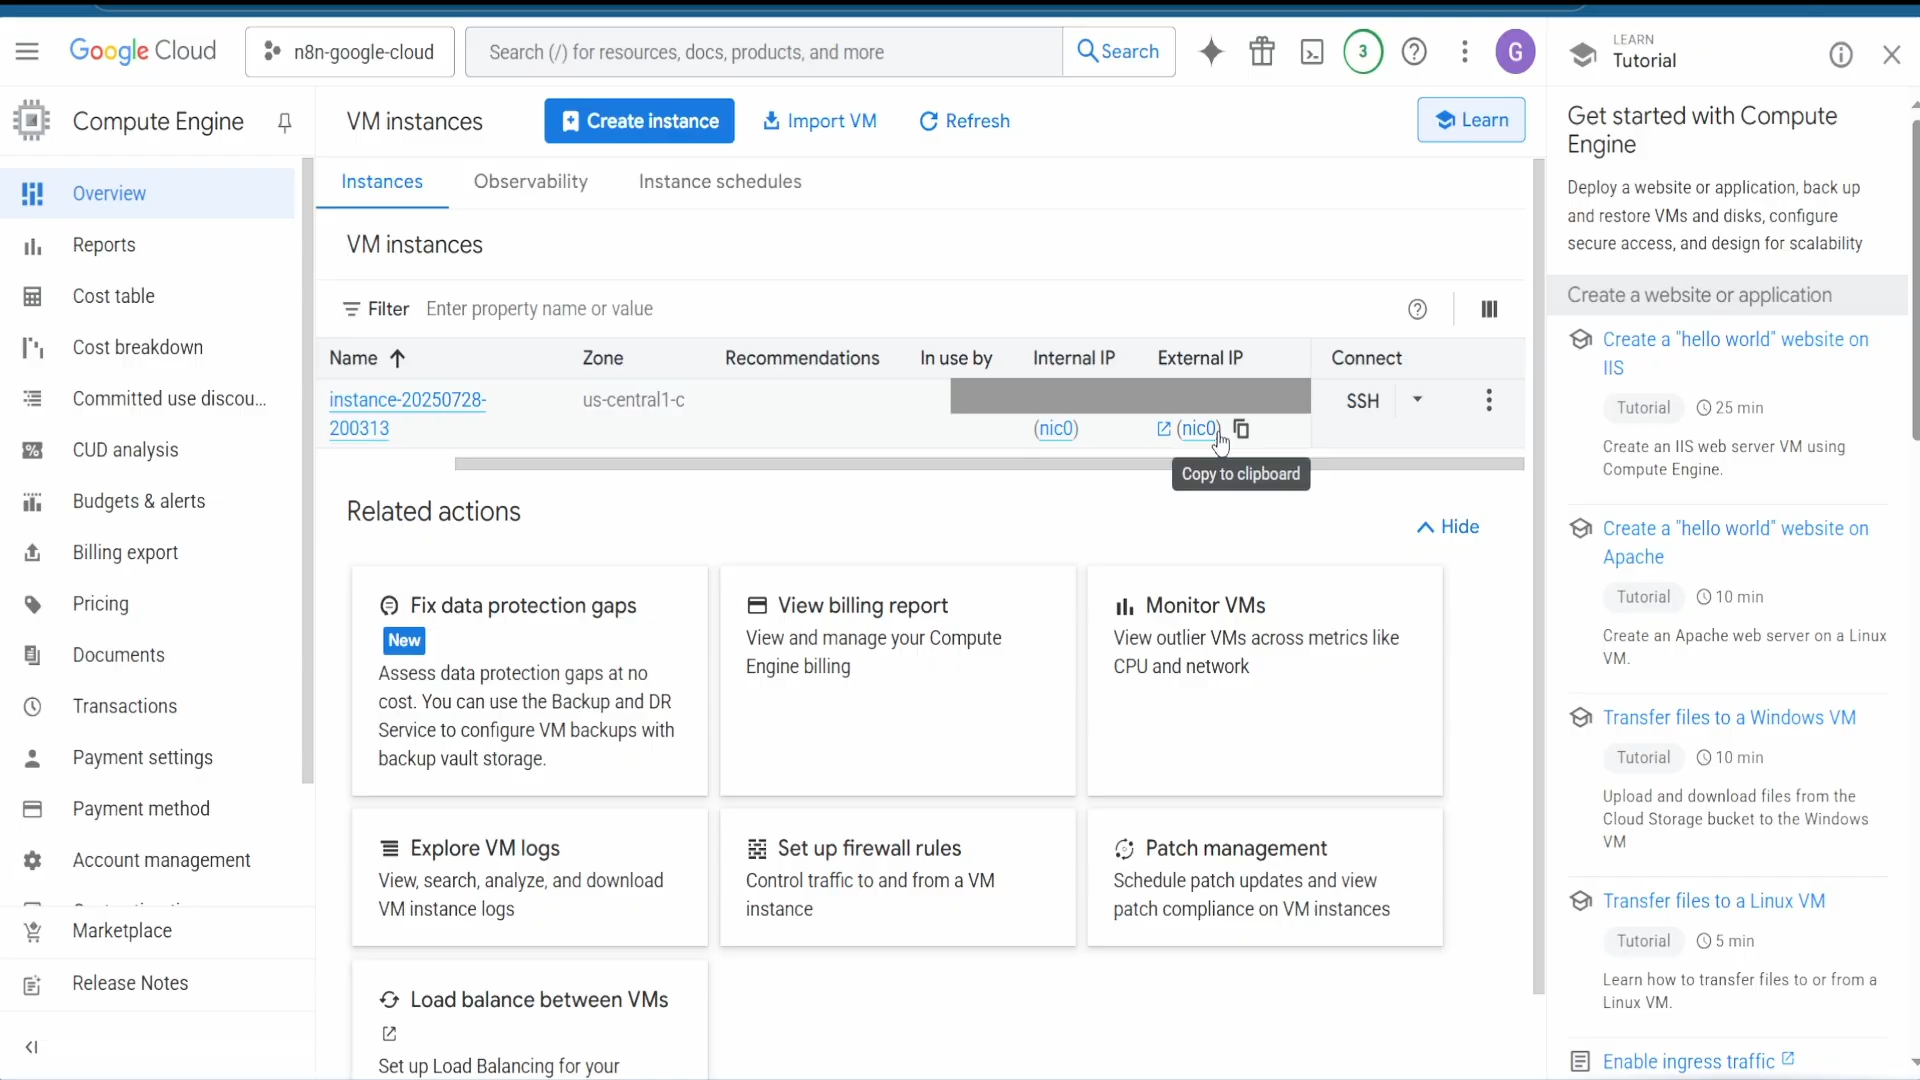 Google Cloud
n8n-google-cloud
Search (/) for resources, docs, products, and more
Search
3
G
LEARN
Tutorial
Compute Engine
VM instances
Create instance
Import VM
Refresh
Learn
Overview
Reports
Cost table
Cost breakdown
Committed use discou...
CUD analysis
Budgets & alerts
Billing export
Pricing
Documents
Transactions
Payment settings
Payment method
Account management
Marketplace
Release Notes
Instances
Observability
Instance schedules
VM instances
Filter
Enter property name or value
Name
Zone
Recommendations
In use by
Internal IP
External IP
Connect
instance-20250728-
200313
us-central1-c
(nic0)
(nic0)
SSH
Copy to clipboard
Related actions
Hide
Fix data protection gaps
New
Assess data protection gaps at no
cost. You can use the Backup and DR
Service to configure VM backups with
backup vault storage.
View billing report
View and manage your Compute
Engine billing
Monitor VMs
View outlier VMs across metrics like
CPU and network
Explore VM logs
View, search, analyze, and download
VM instance logs
Set up firewall rules
Control traffic to and from a VM
instance
Patch management
Schedule patch updates and view
patch compliance on VM instances
Load balance between VMs
Set up Load Balancing for your
Get started with Compute
Engine
Deploy a website or application, back up
and restore VMs and disks, configure
secure access, and design for scalability
Create a website or application
Create a "hello world" website on
IIS
Tutorial
25 min
Create an IIS web server VM using
Compute Engine.
Create a "hello world" website on
Apache
Tutorial
10 min
Create an Apache web server on a Linux
VM.
Transfer files to a Windows VM
Tutorial
10 min
Upload and download files from the
Cloud Storage bucket to the Windows
VM
Transfer files to a Linux VM
Tutorial
5 min
Learn how to transfer files to or from a
Linux VM.
Enable ingress traffic